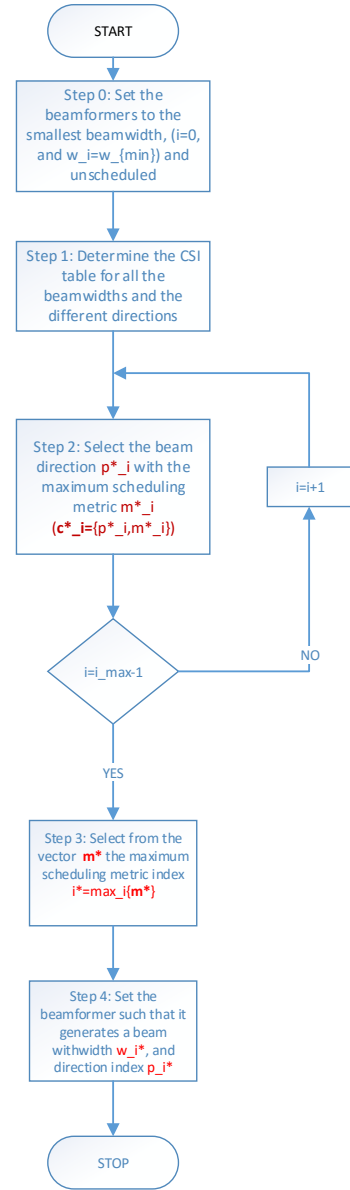 START
Step 0: Set the
beamformers to the
smallest beamwidth, (i=0,
and w_i=w_{min}) and
unscheduled
Step 1: Determine the CSI
table for all the
beamwidths and the
different directions
Step 2: Select the beam
direction p*_i with the
maximum scheduling
metric m*_i
(c*_i={p*_i,m*_i})
i=i+1
i=i_max-1
NO
YES
Step 3: Select from the
vector m* the maximum
scheduling metric index
i*=max_i{m*}
Step 4: Set the
beamformer such that it
generates a beam
withwidth w_i*, and
direction index p_i*
STOP